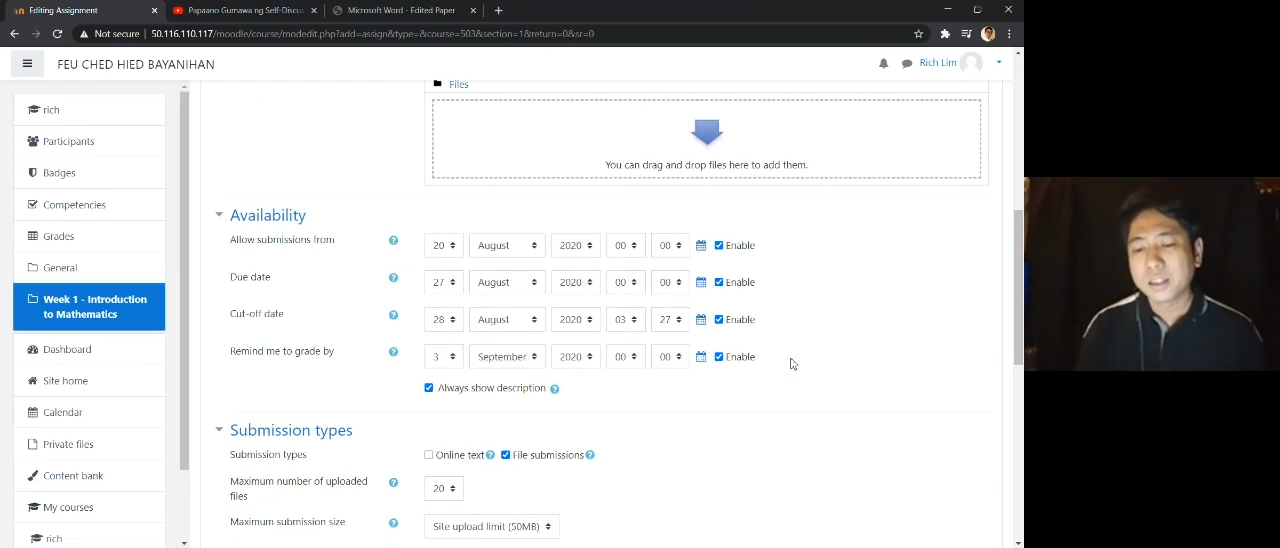 Editing Assignment
Papaano Gumawa ng Self-Discu
Microsoft Word - Edited Paper
Not secure
50.116.110.117/moodle/course/modedit.php?add=assign&type=&course=503&section=1&return=0&sr=0
FEU CHED HIED BAYANIHAN
Rich Lim
rich
Participants
Badges
Competencies
Grades
General
Week 1 - Introduction
to Mathematics
Dashboard
Site home
Calendar
Private files
Content bank
My courses
rich
Files
You can drag and drop files here to add them.
Availability
Allow submissions from 20 August 2020 00 00 Enable
Due date 27 August 2020 00 00 Enable
Cut-off date 28 August 2020 03 27 Enable
Remind me to grade by 3 September 2020 00 00 Enable
Always show description
Submission types
Submission types Online text File submissions
Maximum number of uploaded
files
20
Maximum submission size Site upload limit (50MB)